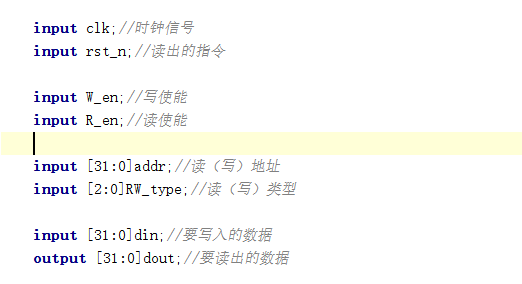 input clk;//时钟信号
input rst_n;//读出的指令
input W_en;//写使能
input R_en;//读使能
input [31:0]addr;//读（写）地址
input [2:0]RW_type;//读（写）类型
input [31:0]din;//要写入的数据
output [31:0]dout;//要读出的数据